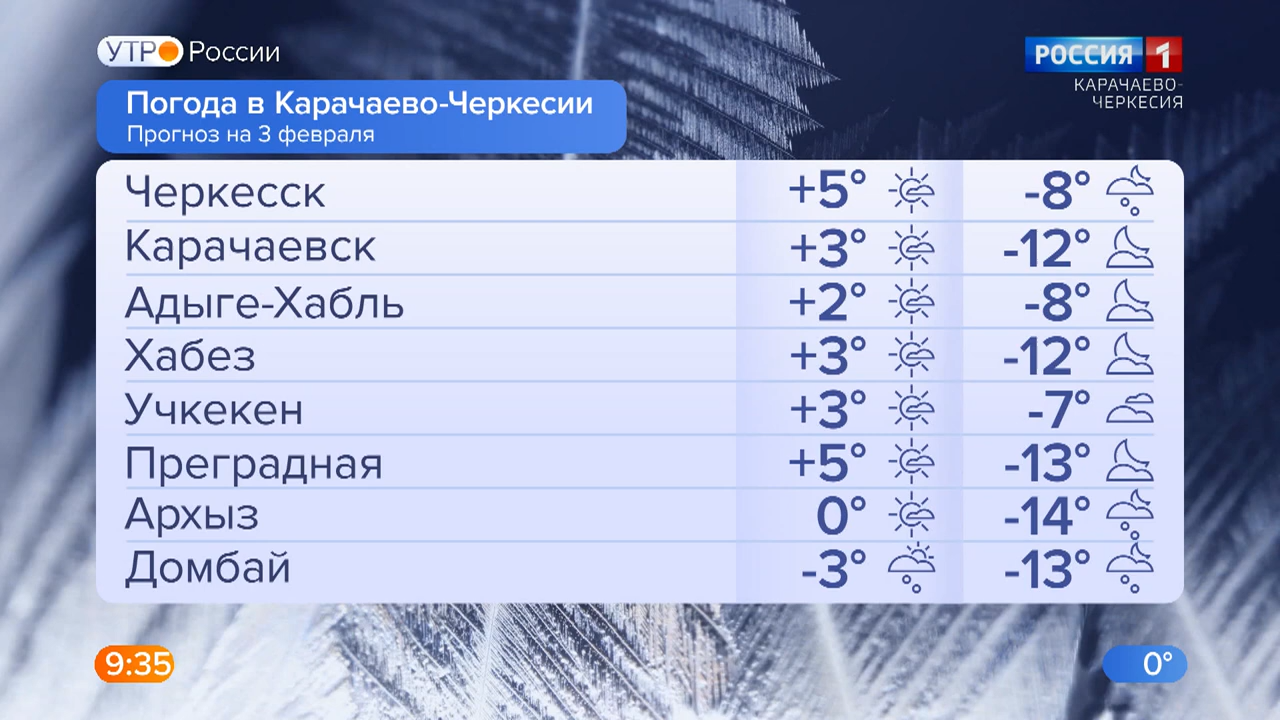 УТРО России
РОССИЯ 1
КАРАЧАЕВО-
ЧЕРКЕСИЯ
Погода в Карачаево-Черкесии
Прогноз на 3 февраля
Черкесск +5° -8°
Карачаевск +3° -12°
Адыге-Хабль +2° -8°
Хабез +3° -12°
Учкекен +3° -7°
Преградная +5° -13°
Архыз 0° -14°
Домбай -3° -13°
9:35 0°